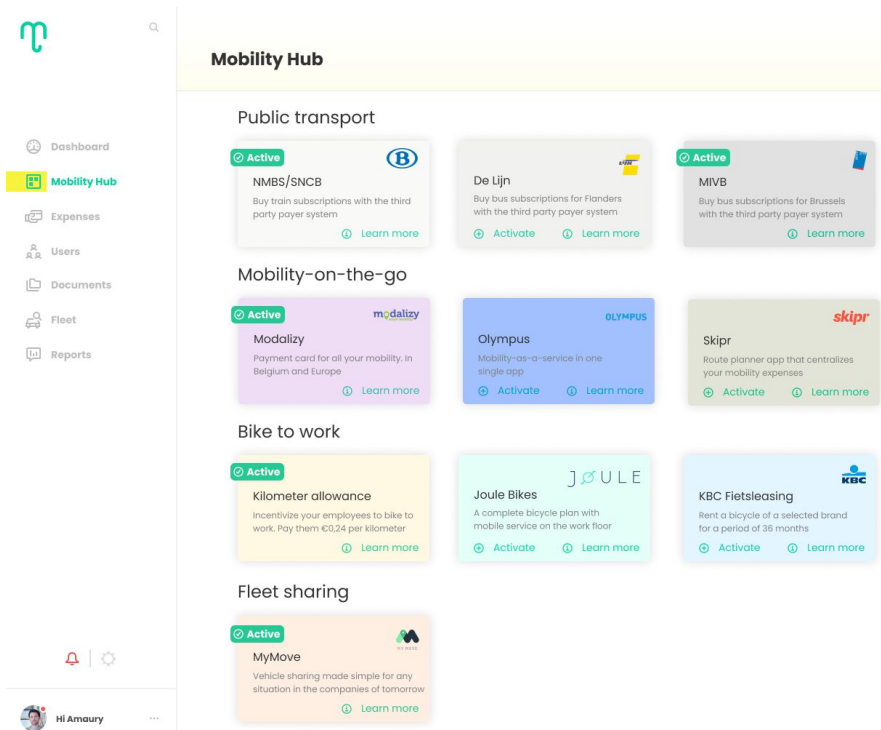 Mobility Hub
Dashboard
Mobility Hub
Expenses
Users
Documents
Fleet
Reports
Hi Amaury
Public transport
Active
B
NMBS/SNCB
Buy train subscriptions with the third
party payer system
Learn more
De Lijn
Buy bus subscriptions for Flanders
with the third party payer system
Activate
Learn more
Active
MIVB
Buy bus subscriptions for Brussels
with the third party payer system
Learn more
Mobility-on-the-go
Active
modalizy
Modalizy
Payment card for all your mobility. In
Belgium and Europe
Learn more
OLYMPUS
Olympus
Mobility-as-a-service in one
single app
Activate
Learn more
skipr
Skipr
Route planner app that centralizes
your mobility expenses
Activate
Learn more
Bike to work
Active
Kilometer allowance
Incentivize your employees to bike to
work. Pay them €0,24 per kilometer
Learn more
JOULE
Joule Bikes
A complete bicycle plan with
mobile service on the work floor
Activate
Learn more
KBC
KBC Fietsleasing
Rent a bicycle of a selected brand
for a period of 36 months
Activate
Learn more
Fleet sharing
Active
MY MOVE
MyMove
Vehicle sharing made simple for any
situation in the companies of tomorrow
Learn more